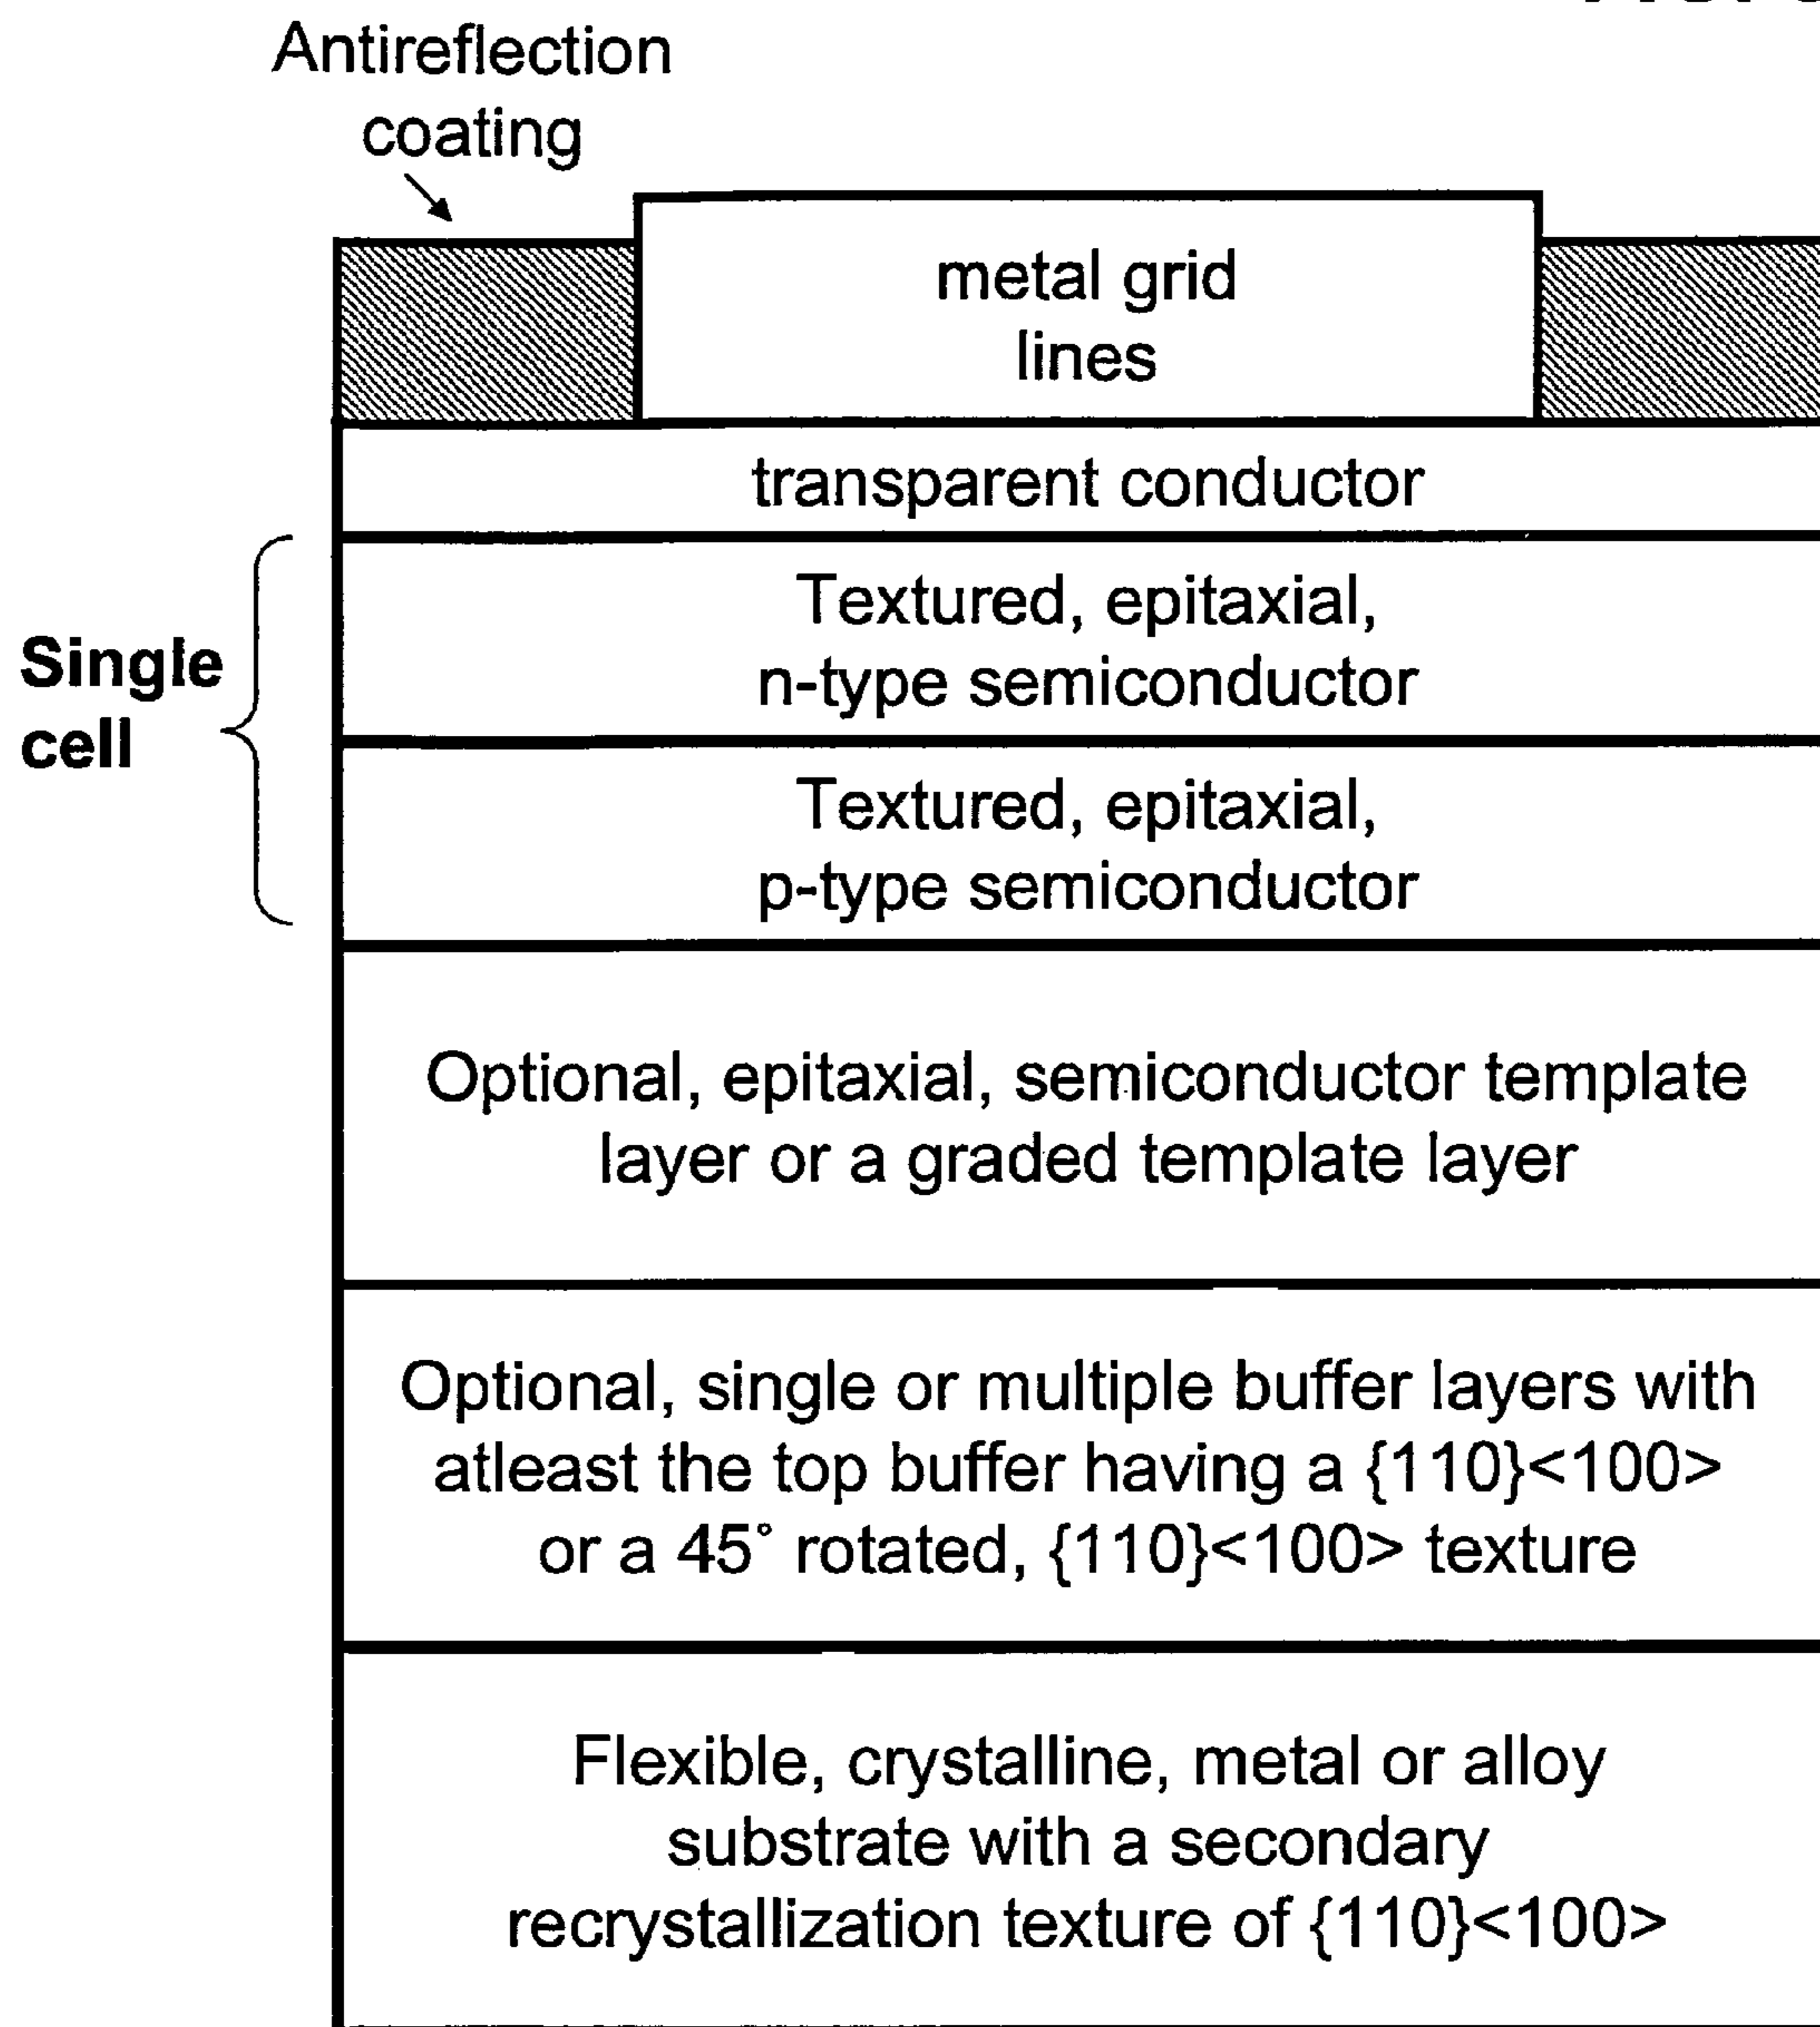 Antireflection
coating
metal grid
lines
transparent conductor
Single
cell
Textured, epitaxial,
n-type semiconductor
Textured, epitaxial,
p-type semiconductor
Optional, epitaxial, semiconductor template
layer or a graded template layer
Optional, single or multiple buffer layers with
atleast the top buffer having a {110}<100>
or a 45° rotated, {110}<100> texture
Flexible, crystalline, metal or alloy
substrate with a secondary
recrystallization texture of {110}<100>